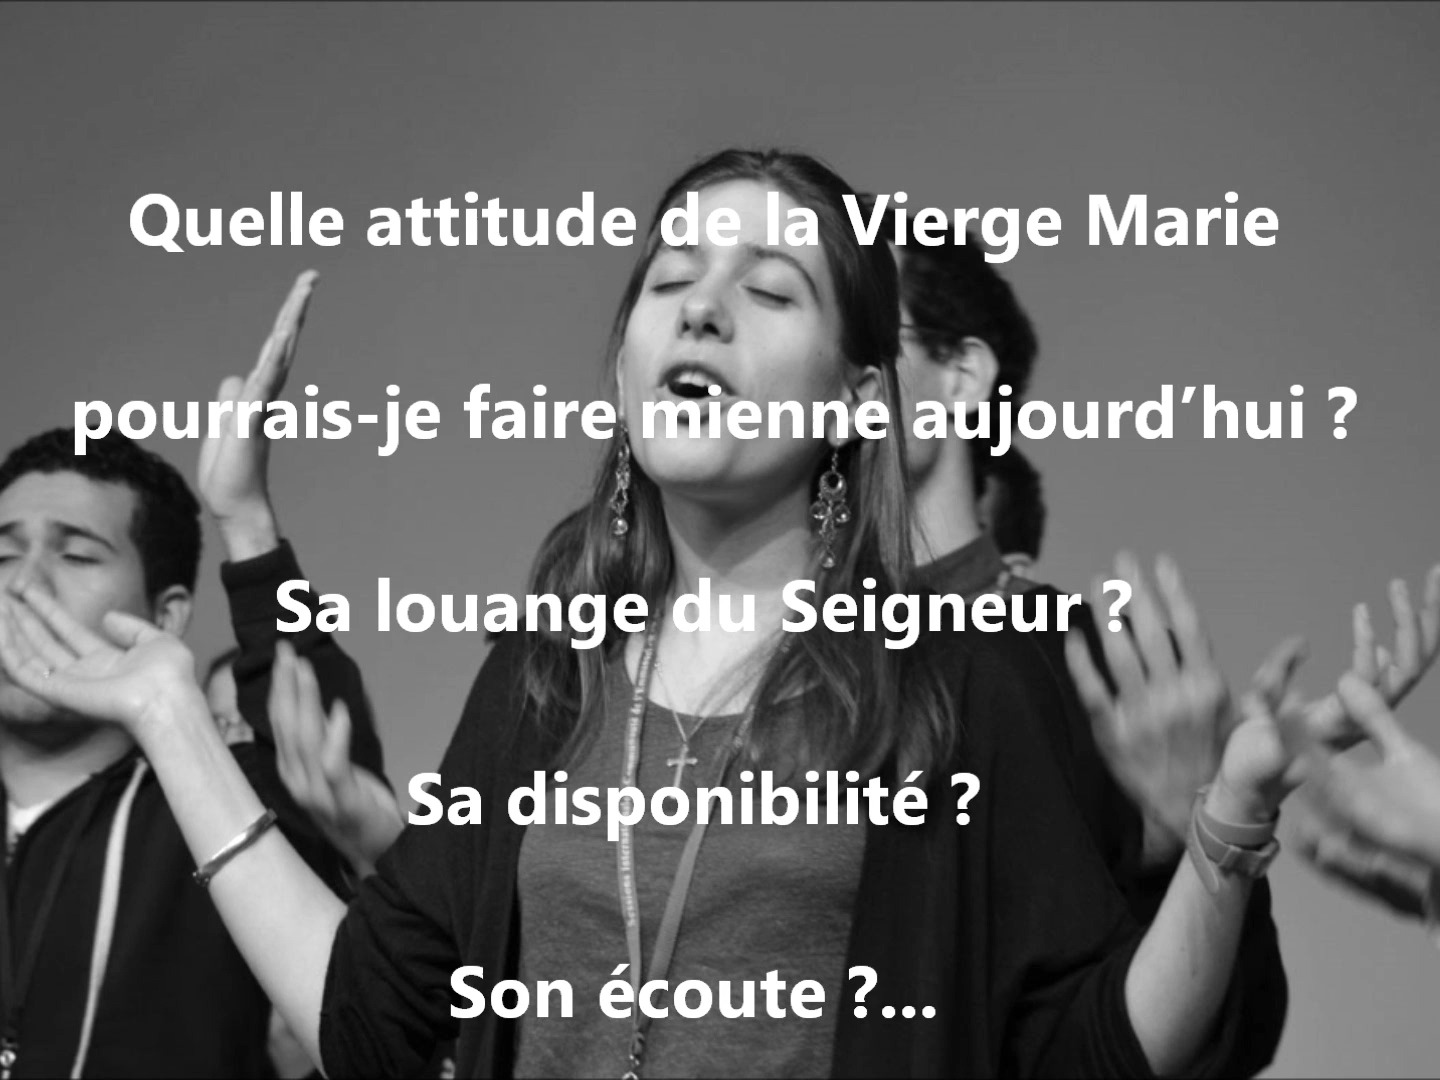 Quelle attitude de la Vierge Marie
pourrais-je faire mienne aujourd’hui ?
Sa louange du Seigneur ?
Sa disponibilité ?
Son écoute ?...